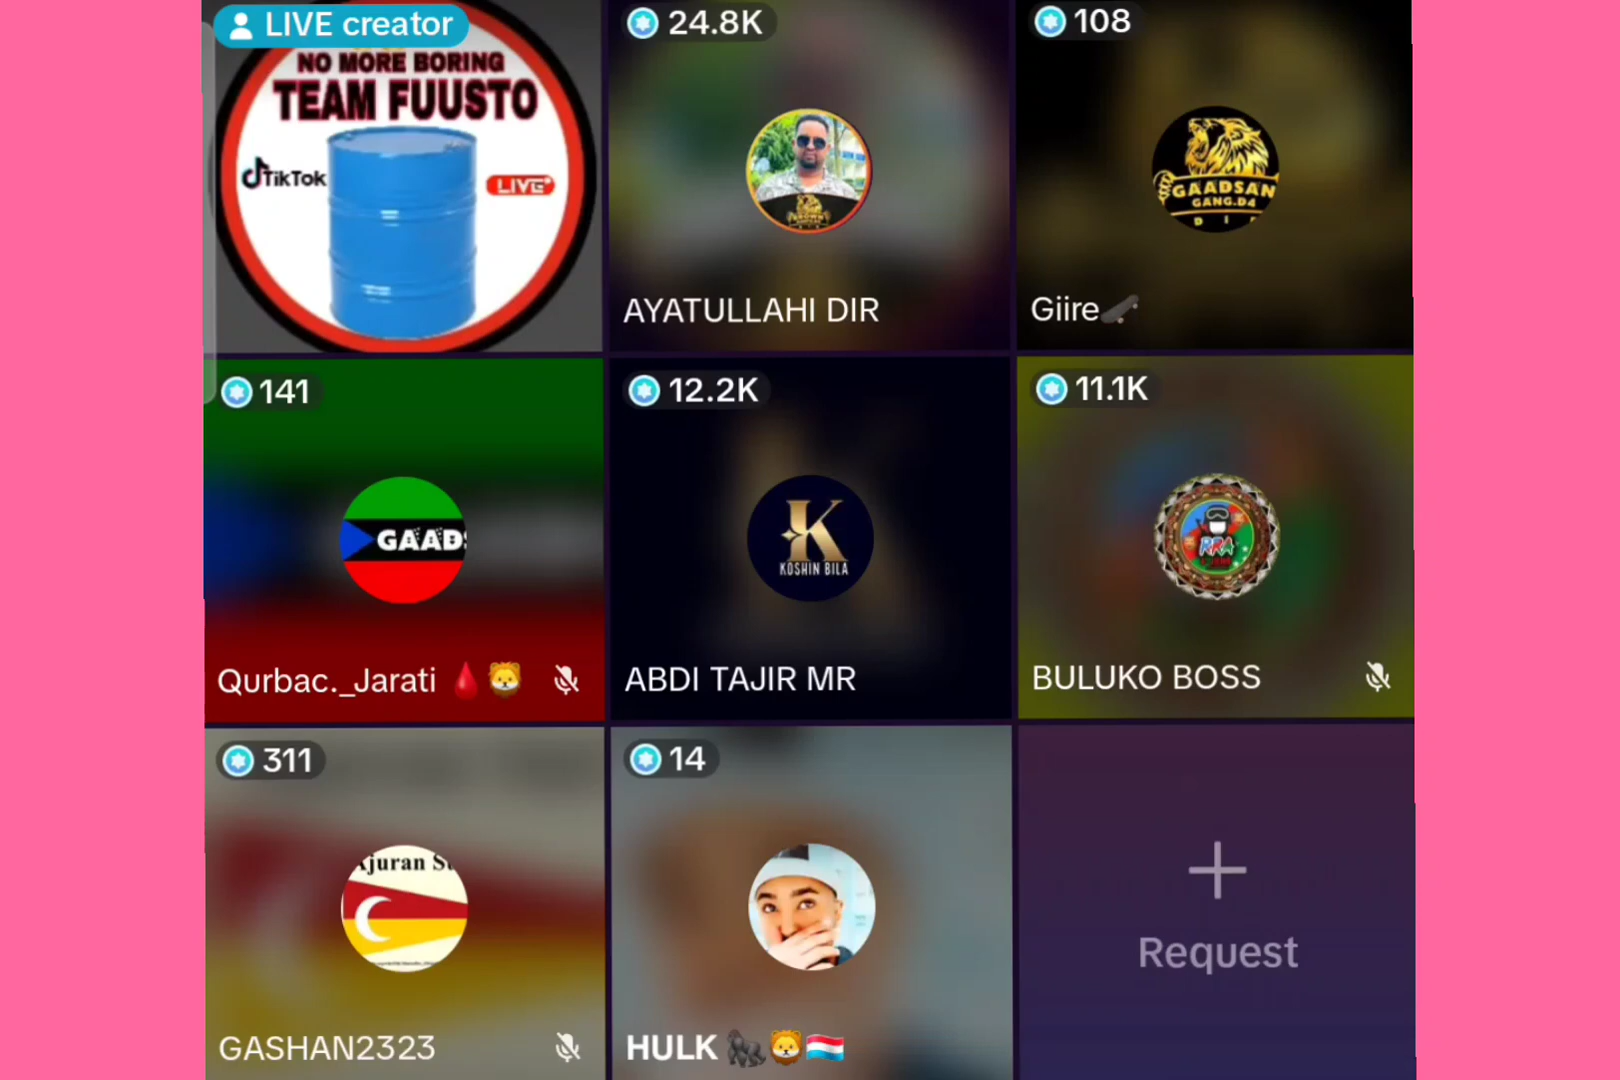 LIVE creator
NO MORE BORING
TEAM FUUSTO
TikTok
LIVE
24.8K
AYATULLAHI DIR
108
GAADSAN
GANG.D4
D I
Giire
141
GAAD
Qurbac._Jarati
12.2K
K
KOSHIN BILA
ABDI TAJIR MR
11.1K
RRA
BULUKO BOSS
311
Ajuran S
GASHAN2323
14
HULK
+
Request